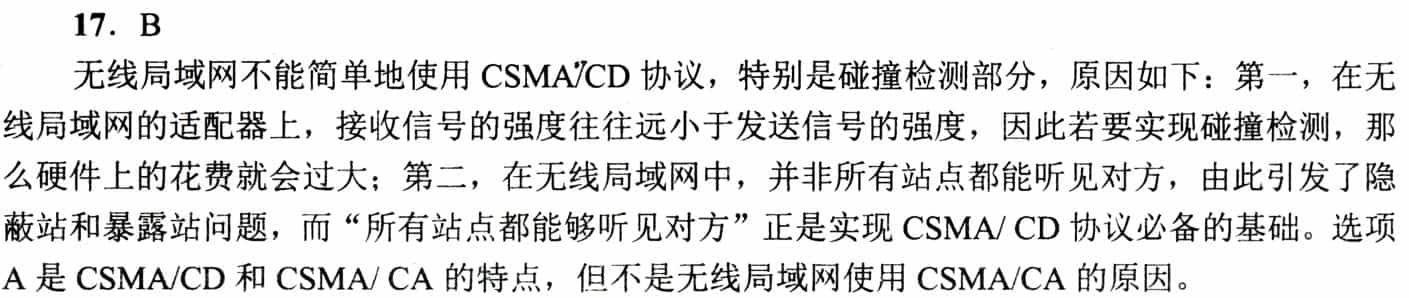 17. B
无线局域网不能简单地使用 CSMA/CD 协议，特别是碰撞检测部分，原因如下：第一，在无
线局域网的适配器上，接收信号的强度往往远小于发送信号的强度，因此若要实现碰撞检测，那
么硬件上的花费就会过大；第二，在无线局域网中，并非所有站点都能听见对方，由此引发了隐
蔽站和暴露站问题，而“所有站点都能够听见对方”正是实现 CSMA/ CD 协议必备的基础。选项
A 是 CSMA/CD 和 CSMA/ CA 的特点，但不是无线局域网使用 CSMA/CA 的原因。